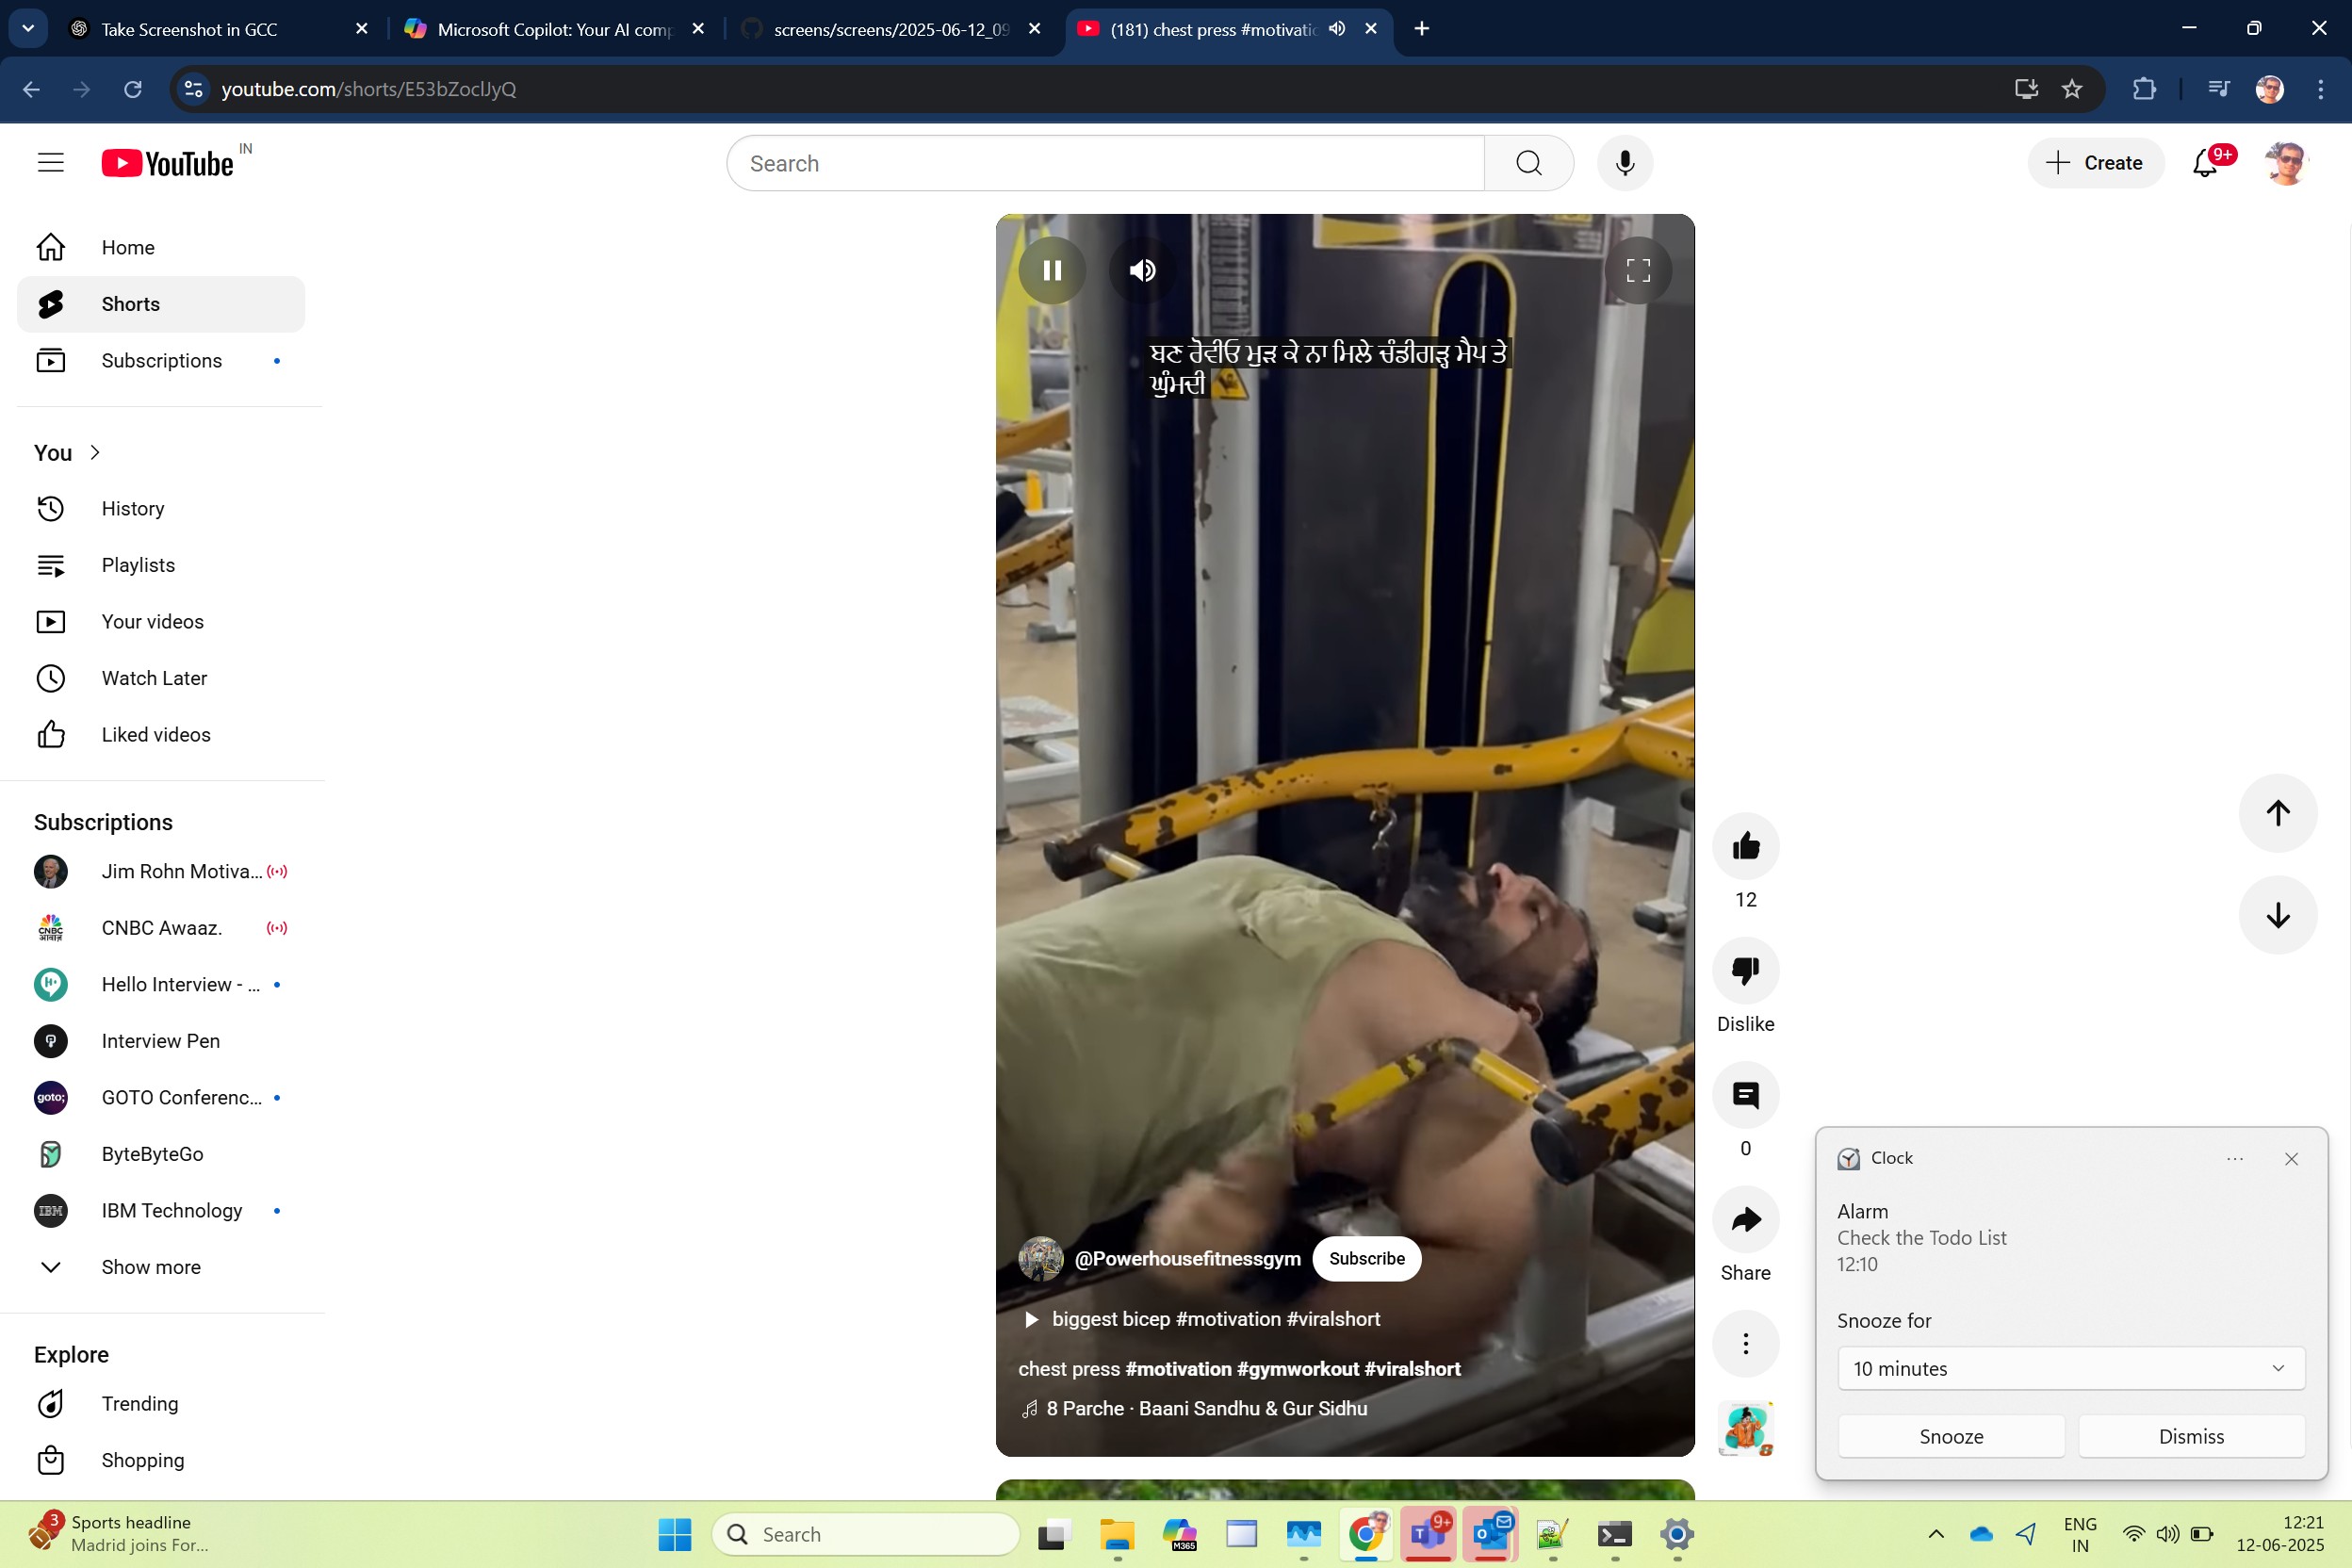 Take Screenshot in GCC
Microsoft Copilot: Your AI comp
screens/screens/2025-06-12_09
(181) chest press #motivatio
youtube.com/shorts/E53bZoclJyQ
YouTube IN
Search
Create
9+
Home
Shorts
Subscriptions
You
History
Playlists
Your videos
Watch Later
Liked videos
Subscriptions
Jim Rohn Motiva...
CNBC Awaaz.
Hello Interview - ...
Interview Pen
goto;
GOTO Conferenc...
ByteByteGo
IBM
IBM Technology
Show more
Explore
Trending
Shopping
ਬਣ ਰੋਵੀਓ ਮੁੜ ਕੇ ਨਾ ਮਿਲੇ ਚੰਡੀਗੜ੍ਹ ਮੈਪ ਤੇ
ਘੁੰਮਦੀ
@Powerhousefitnessgym
Subscribe
biggest bicep #motivation #viralshort
chest press #motivation #gymworkout #viralshort
8 Parche · Baani Sandhu & Gur Sidhu
12
Dislike
0
Share
Clock
Alarm
Check the Todo List
12:10
Snooze for
10 minutes
Snooze
Dismiss
3
Sports headline
Madrid joins For...
Search
M365
9+
ENG
IN
12:21
12-06-2025